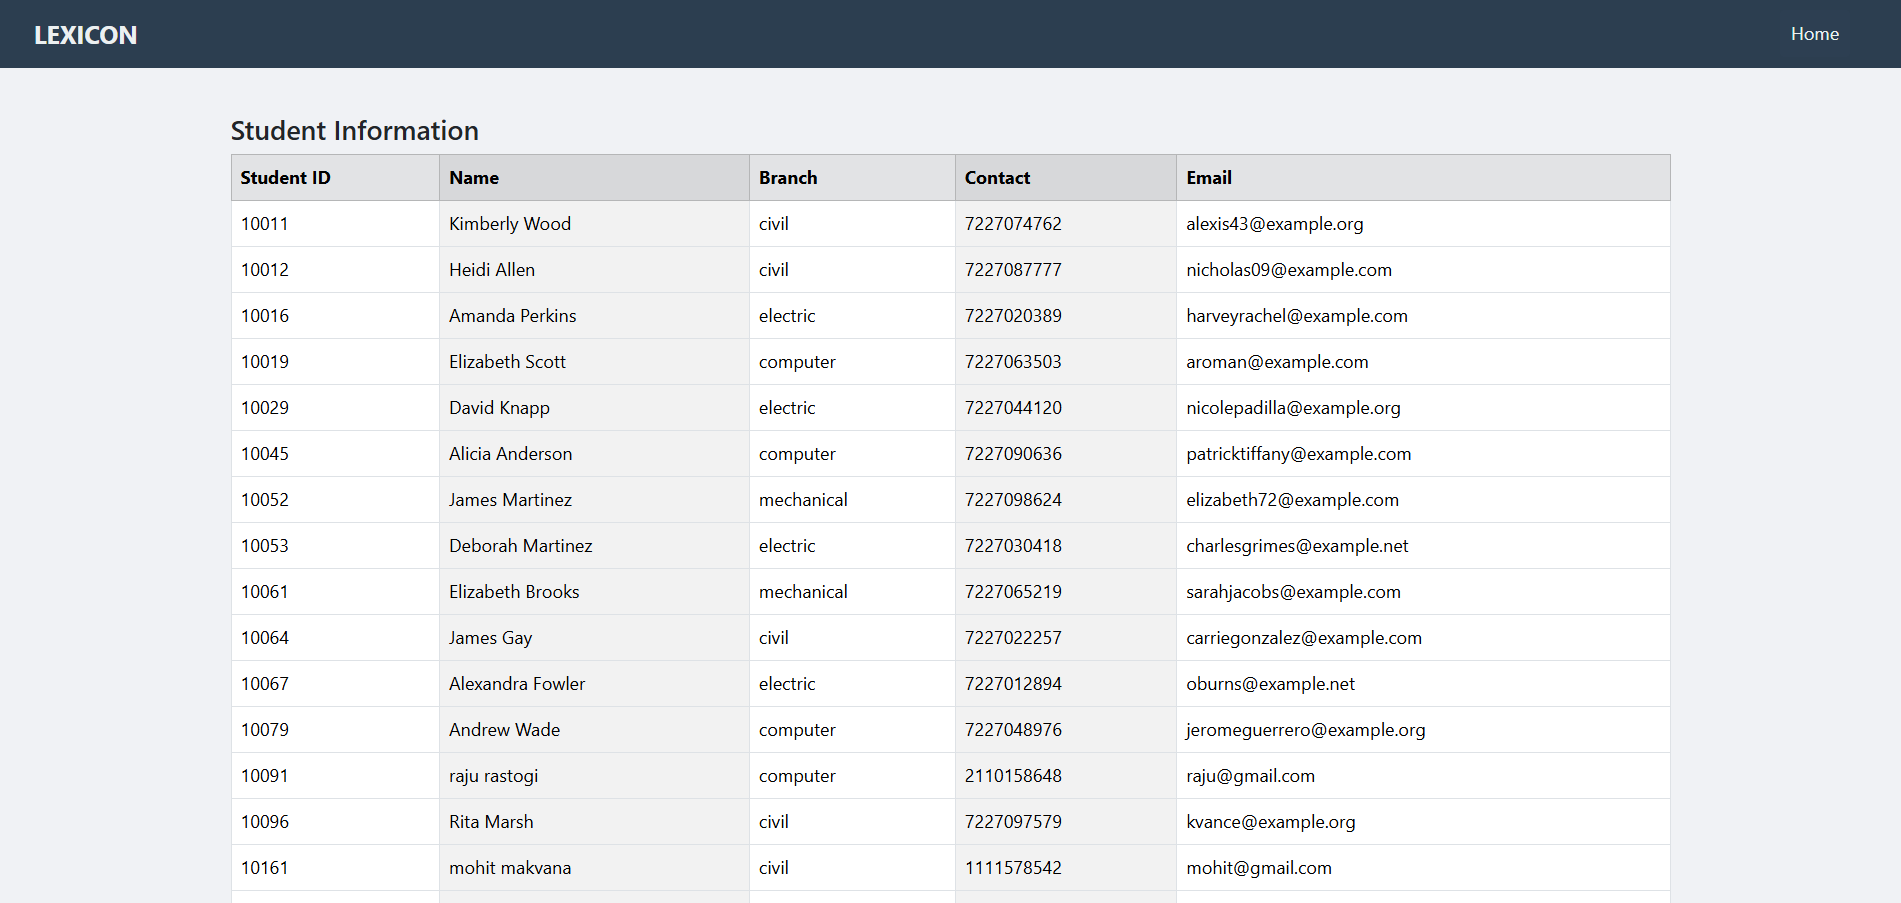 LEXICON Home
Student Information
Student ID Name Branch Contact Email
10011 Kimberly Wood civil 7227074762 alexis43@example.org
10012 Heidi Allen civil 7227087777 nicholas09@example.com
10016 Amanda Perkins electric 7227020389 harveyrachel@example.com
10019 Elizabeth Scott computer 7227063503 aroman@example.com
10029 David Knapp electric 7227044120 nicolepadilla@example.org
10045 Alicia Anderson computer 7227090636 patricktiffany@example.com
10052 James Martinez mechanical 7227098624 elizabeth72@example.com
10053 Deborah Martinez electric 7227030418 charlesgrimes@example.net
10061 Elizabeth Brooks mechanical 7227065219 sarahjacobs@example.com
10064 James Gay civil 7227022257 carriegonzalez@example.com
10067 Alexandra Fowler electric 7227012894 oburns@example.net
10079 Andrew Wade computer 7227048976 jeromeguerrero@example.org
10091 raju rastogi computer 2110158648 raju@gmail.com
10096 Rita Marsh civil 7227097579 kvance@example.org
10161 mohit makvana civil 1111578542 mohit@gmail.com